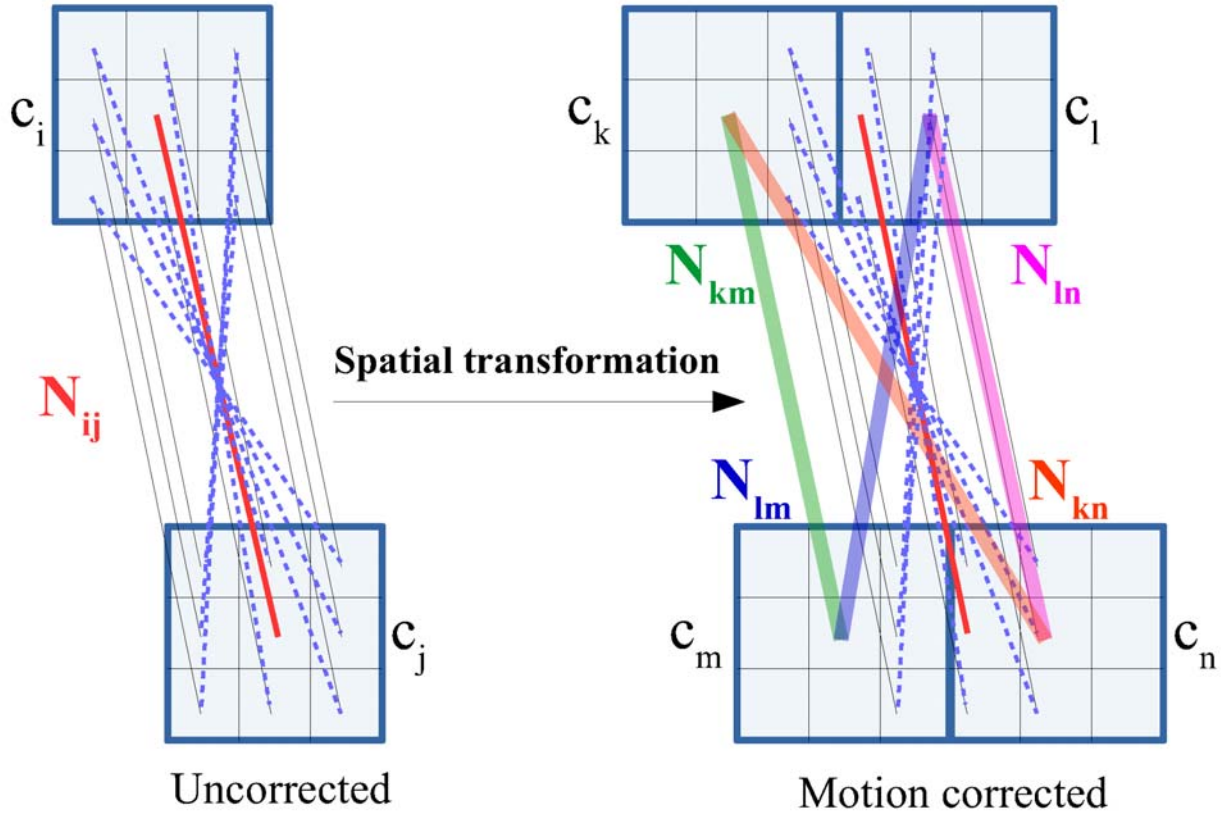 c_i
c_k
c_l
N_km
N_ln
Spatial transformation
N_ij
N_lm
N_kn
c_j
c_m
c_n
Uncorrected
Motion corrected